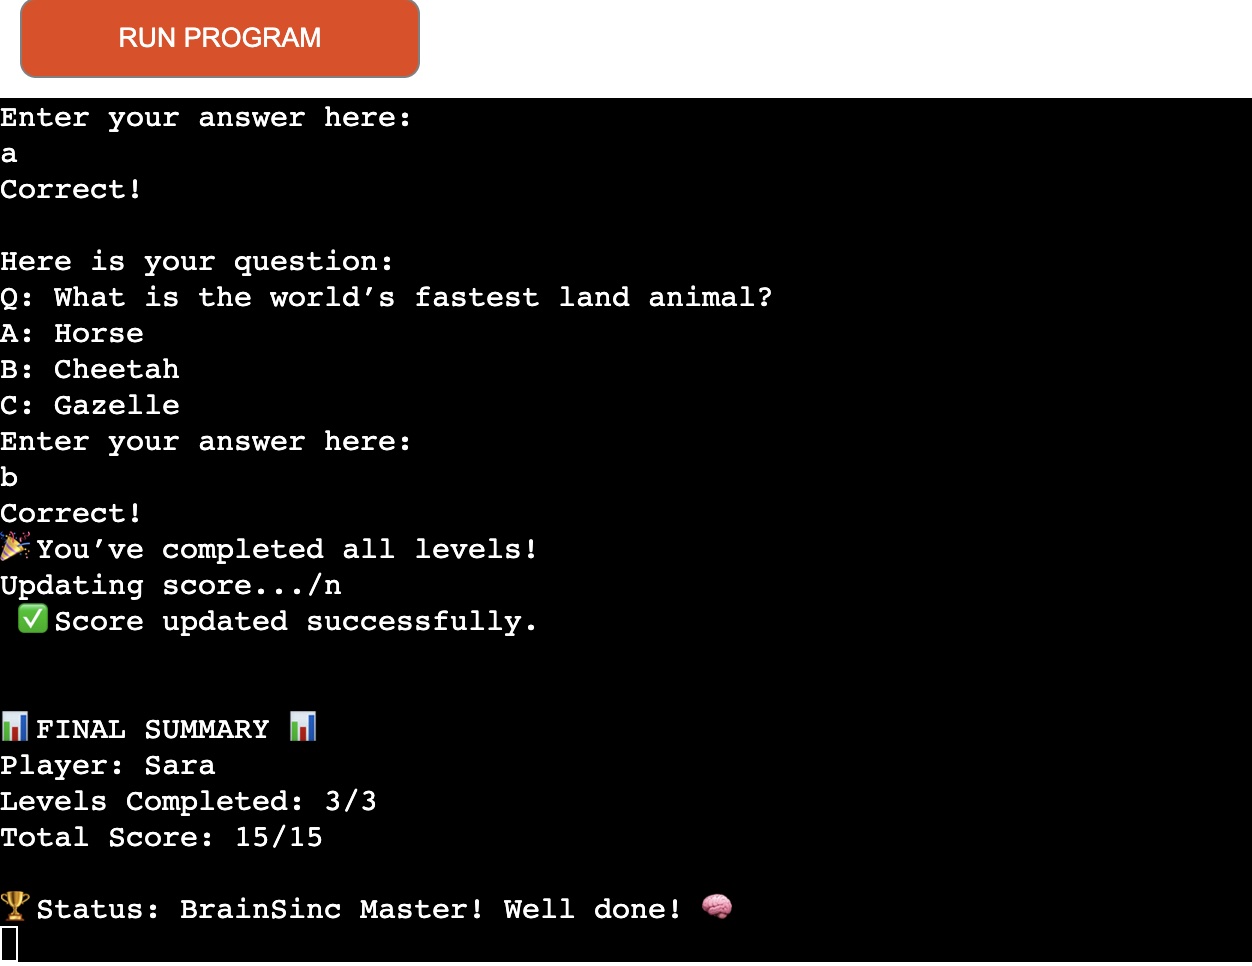 RUN PROGRAM
Enter your answer here:
a
Correct!
Here is your question:
Q: What is the world’s fastest land animal?
A: Horse
B: Cheetah
C: Gazelle
Enter your answer here:
b
Correct!
🎉 You’ve completed all levels!
Updating score.../n
✅ Score updated successfully.
📊 FINAL SUMMARY 📊
Player: Sara
Levels Completed: 3/3
Total Score: 15/15
🏆 Status: BrainSinc Master! Well done! 🧠